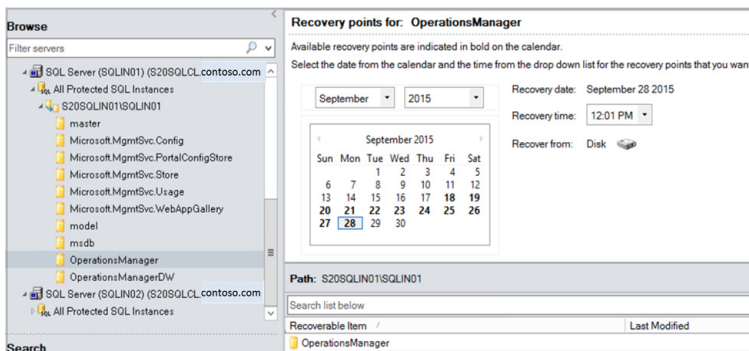 Browse
Filter servers
SQL Server (SQLIN01) (S20SQLCL.contoso.com
All Protected SQL Instances
S20SQLIN01\SQLIN01
master
Microsoft.MgmtSvc.Config
Microsoft.MgmtSvc.PortalConfigStore
Microsoft.MgmtSvc.Store
Microsoft.MgmtSvc.Usage
Microsoft.MgmtSvc.WebAppGallery
model
msdb
OperationsManager
OperationsManagerDW
SQL Server (SQLIN02) (S20SQLCL.contoso.com
All Protected SQL Instances
Search
Recovery points for: OperationsManager
Available recovery points are indicated in bold on the calendar.
Select the date from the calendar and the time from the drop down list for the recovery points that you want
September 2015
September 2015
Sun Mon Tue Wed Thu Fri Sat
1 2 3 4 5
6 7 8 9 10 11 12
13 14 15 16 17 18 19
20 21 22 23 24 25 26
27 28 29 30
Recovery date: September 28 2015
Recovery time: 12:01 PM
Recover from: Disk
Path: S20SQLIN01\SQLIN01
Search list below
Recoverable Item / Last Modified
OperationsManager